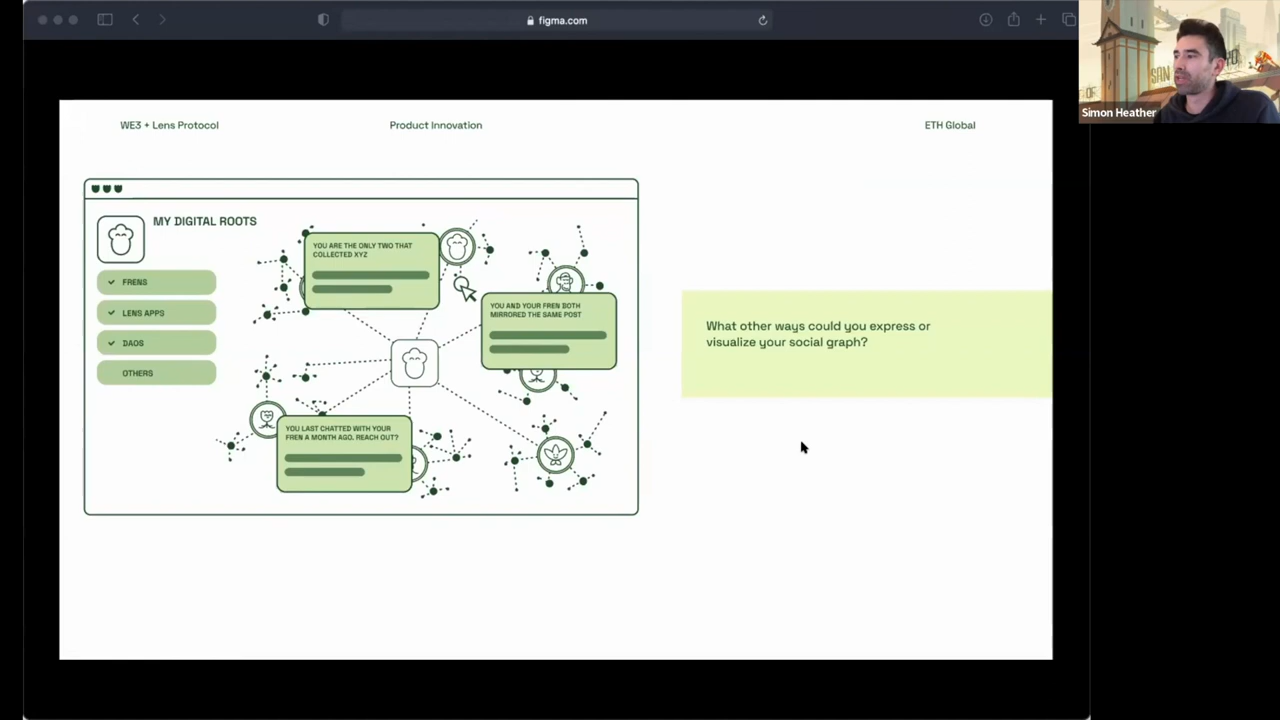 figma.com
WE3 + Lens Protocol
Product Innovation
ETH Global
MY DIGITAL ROOTS
FRENS
LENS APPS
DAOS
OTHERS
YOU ARE THE ONLY TWO THAT
COLLECTED XYZ
YOU AND YOUR FREN BOTH
MIRRORED THE SAME POST
YOU LAST CHATTED WITH YOUR
FREN A MONTH AGO. REACH OUT?
What other ways could you express or
visualize your social graph?
SAN
Simon Heather